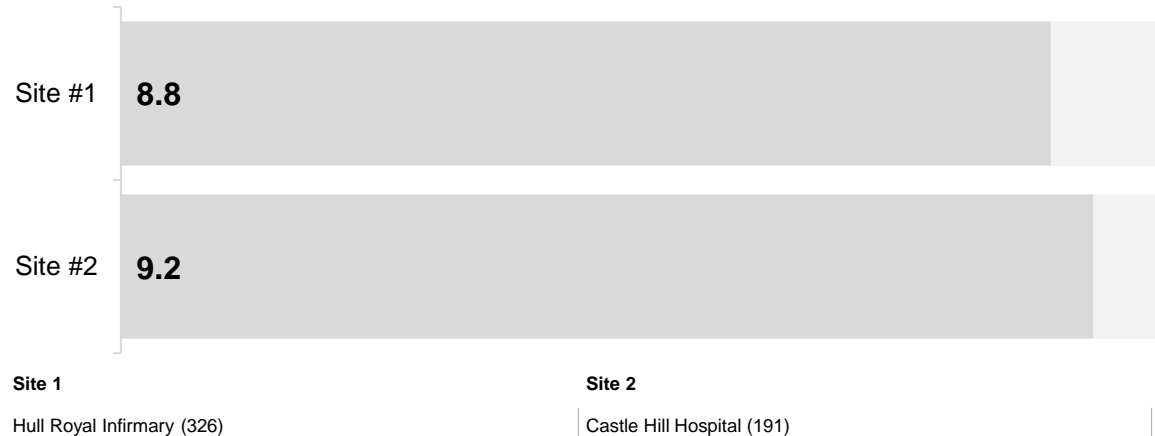 Site #1 8.8
Site #2 9.2
Site 1 Site 2
Hull Royal Infirmary (326) Castle Hill Hospital (191)